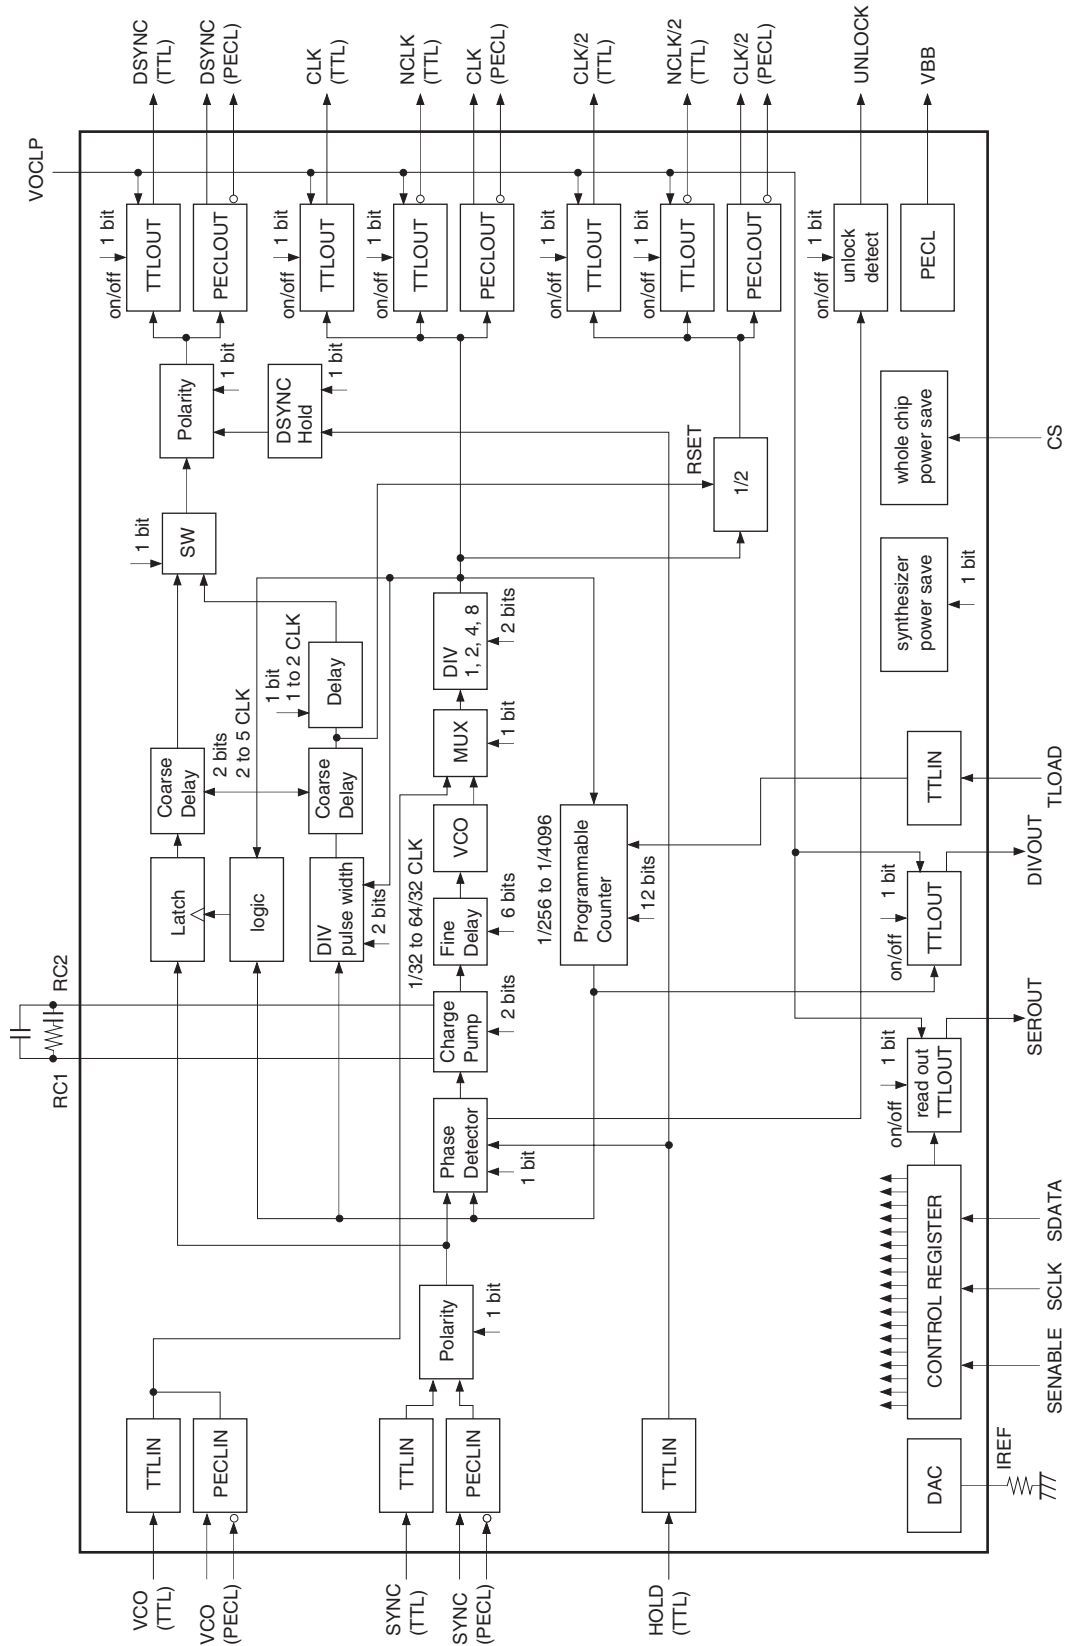 VOCLP
DSYNC
(TTL)
DSYNC
(PECL)
CLK
(TTL)
NCLK
(TTL)
CLK
(PECL)
CLK/2
(TTL)
NCLK/2
(TTL)
CLK/2
(PECL)
UNLOCK
VBB
on/off
1 bit
TTLOUT
PECLOUT
on/off
1 bit
TTLOUT
on/off
1 bit
TTLOUT
PECLOUT
on/off
1 bit
TTLOUT
on/off
1 bit
TTLOUT
PECLOUT
on/off
1 bit
unlock
detect
PECL
Polarity
1 bit
DSYNC
Hold
1 bit
RSET
1/2
whole chip
power save
CS
1 bit
SW
synthesizer
power save
1 bit
1 bit
1 to 2 CLK
Delay
DIV
1, 2, 4, 8
2 bits
Coarse
Delay
2 bits
2 to 5 CLK
Coarse
Delay
MUX
1 bit
TTLIN
TLOAD
Latch
logic
DIV
pulse width
2 bits
1/32 to 64/32 CLK
VCO
Fine
Delay
6 bits
1/256 to 1/4096
Programmable
Counter
12 bits
on/off
1 bit
TTLOUT
DIVOUT
RC2
RC1
Charge
Pump
2 bits
on/off
1 bit
read out
TTLOUT
SEROUT
Phase
Detector
1 bit
CONTROL REGISTER
SENABLE
SCLK
SDATA
Polarity
1 bit
TTLIN
PECLIN
TTLIN
PECLIN
TTLIN
DAC
IREF
VCO
(TTL)
VCO
(PECL)
SYNC
(TTL)
SYNC
(PECL)
HOLD
(TTL)